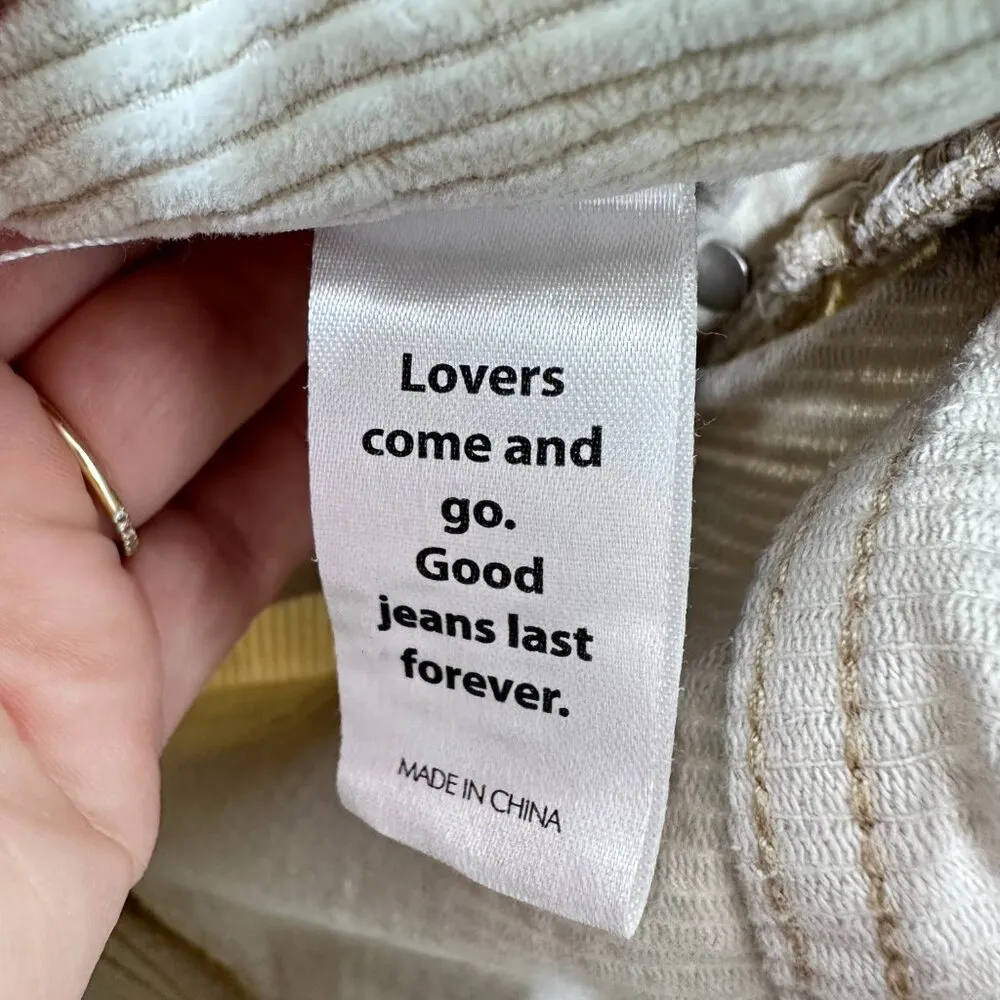 Lovers
come and
go.
Good
jeans last
forever.
MADE IN CHINA